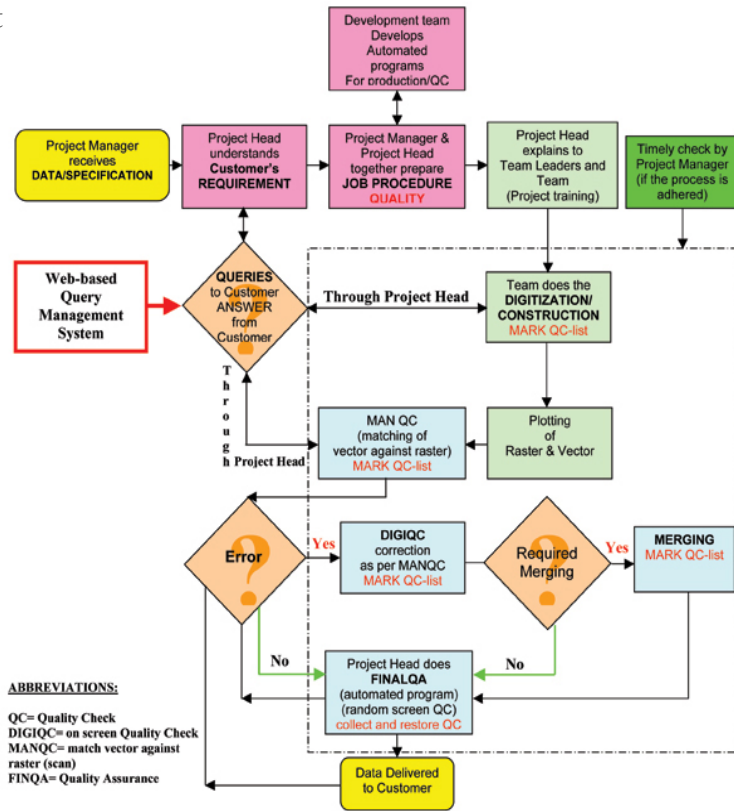 t
Development team
Develops
Automated
programs
For production/QC
Project Manager
receives
DATA/SPECIFICATION
Project Head
understands
Customer's
REQUIREMENT
Project Manager &
Project Head
together prepare
JOB PROCEDURE
QUALITY
Project Head
explains to
Team Leaders and
Team
(Project training)
Timely check by
Project Manager
(if the process is
adhered)
Web-based
Query
Management
System
QUERIES
to Customer
ANSWER
from
Customer
Through Project Head
Team does the
DIGITIZATION/
CONSTRUCTION
MARK QC-list
Through
Project Head
MAN QC
(matching of
vector against raster)
MARK QC-list
Plotting
of
Raster & Vector
Error
Yes
DIGIQC
correction
as per MANQC
MARK QC-list
Required
Merging
Yes
MERGING
MARK QC-list
No
Project Head does
FINALQA
(automated program)
(random screen QC)
collect and restore QC
No
ABBREVIATIONS:
QC= Quality Check
DIGIQC= on screen Quality Check
MANQC= match vector against
raster (scan)
FINQA= Quality Assurance
Data Delivered
to Customer